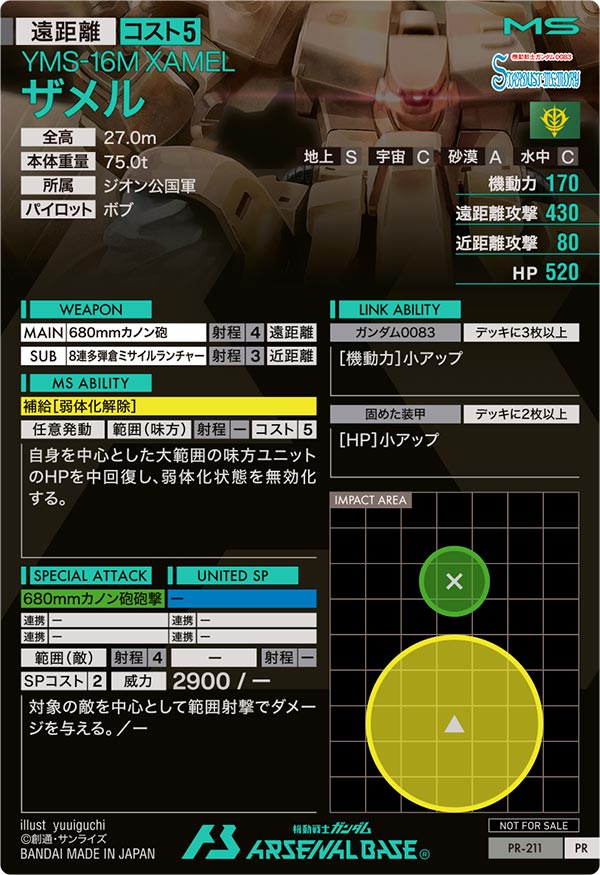 遠距離 コスト5
MS
YMS-16M XAMEL
ザメル
機動戦士ガンダム0083
STARDUST MEMORY
全高 27.0m
本体重量 75.0t
所属 ジオン公国軍
パイロット ボブ
地上 S 宇宙 C 砂漠 A 水中 C
機動力 170
遠距離攻撃 430
近距離攻撃 80
HP 520
WEAPON
MAIN 680mmカノン砲 射程 4 遠距離
SUB 8連多弾倉ミサイルランチャー 射程 3 近距離
MS ABILITY
補給[弱体化解除]
任意発動 範囲(味方) 射程 ー コスト 5
自身を中心とした大範囲の味方ユニット
のHPを中回復し、弱体化状態を無効化
する。
SPECIAL ATTACK UNITED SP
680mmカノン砲砲撃 ー
連携 ー 連携 ー
連携 ー 連携 ー
範囲(敵) 射程 4 ー 射程 ー
SPコスト 2 威力 2900 / ー
対象の敵を中心として範囲射撃でダメー
ジを与える。/ー
LINK ABILITY
ガンダム0083 デッキに3枚以上
[機動力]小アップ
固めた装甲 デッキに2枚以上
[HP]小アップ
IMPACT AREA
illust yuuiguchi
©創通・サンライズ
BANDAI MADE IN JAPAN
機動戦士ガンダム
AB ARSENAL BASE®
NOT FOR SALE
PR-211 PR